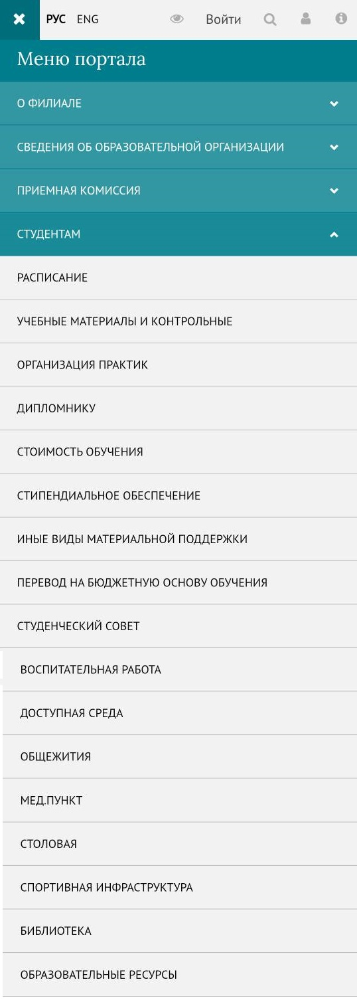 РУС ENG Войти
Меню портала
О ФИЛИАЛЕ
СВЕДЕНИЯ ОБ ОБРАЗОВАТЕЛЬНОЙ ОРГАНИЗАЦИИ
ПРИЕМНАЯ КОМИССИЯ
СТУДЕНТАМ
РАСПИСАНИЕ
УЧЕБНЫЕ МАТЕРИАЛЫ И КОНТРОЛЬНЫЕ
ОРГАНИЗАЦИЯ ПРАКТИК
ДИПЛОМНИКУ
СТОИМОСТЬ ОБУЧЕНИЯ
СТИПЕНДИАЛЬНОЕ ОБЕСПЕЧЕНИЕ
ИНЫЕ ВИДЫ МАТЕРИАЛЬНОЙ ПОДДЕРЖКИ
ПЕРЕВОД НА БЮДЖЕТНУЮ ОСНОВУ ОБУЧЕНИЯ
СТУДЕНЧЕСКИЙ СОВЕТ
ВОСПИТАТЕЛЬНАЯ РАБОТА
ДОСТУПНАЯ СРЕДА
ОБЩЕЖИТИЯ
МЕД.ПУНКТ
СТОЛОВАЯ
СПОРТИВНАЯ ИНФРАСТРУКТУРА
БИБЛИОТЕКА
ОБРАЗОВАТЕЛЬНЫЕ РЕСУРСЫ